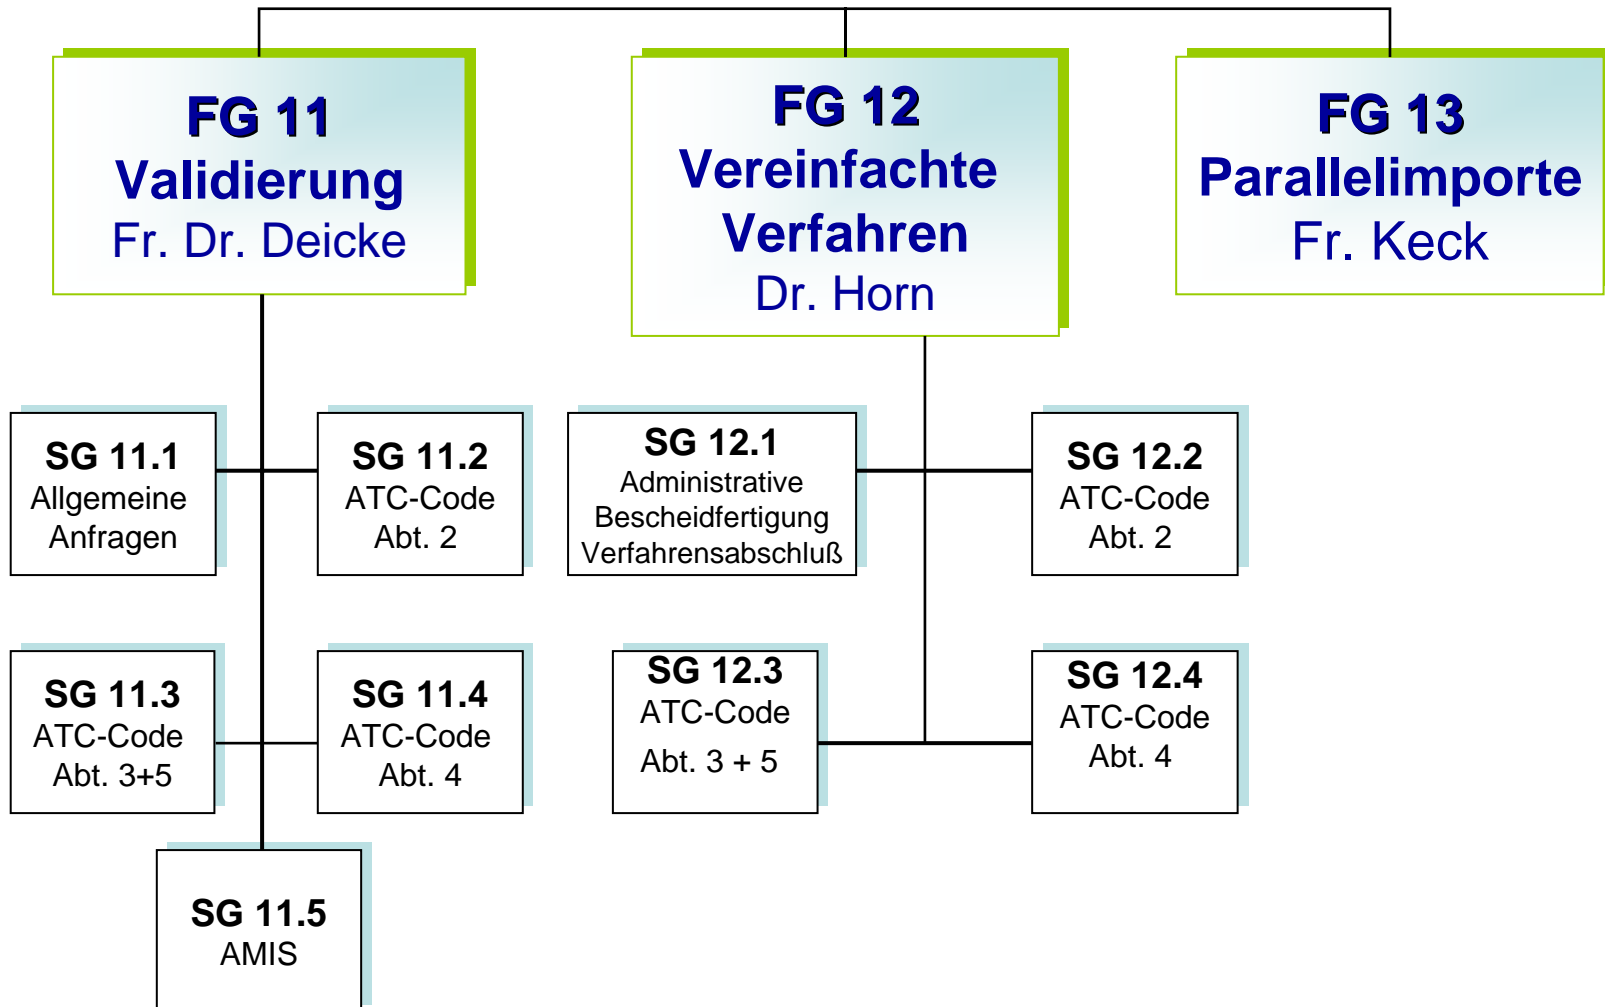 FG 11
Validierung
Fr. Dr. Deicke
FG 12
Vereinfachte
Verfahren
Dr. Horn
FG 13
Parallelimporte
Fr. Keck
SG 11.1
Allgemeine
Anfragen
SG 11.2
ATC-Code
Abt. 2
SG 12.1
Administrative
Bescheidfertigung
Verfahrensabschluß
SG 12.2
ATC-Code
Abt. 2
SG 11.3
ATC-Code
Abt. 3+5
SG 11.4
ATC-Code
Abt. 4
SG 12.3
ATC-Code
Abt. 3 + 5
SG 12.4
ATC-Code
Abt. 4
SG 11.5
AMIS